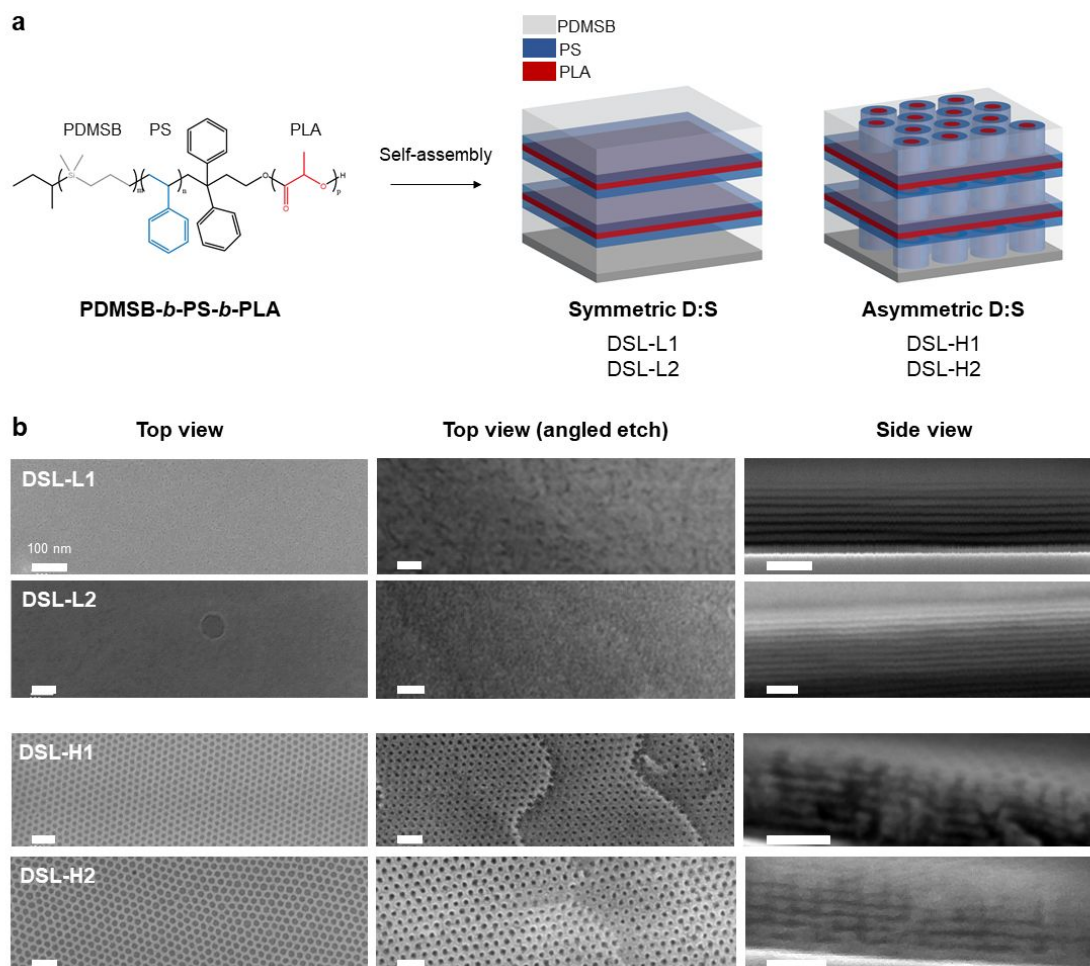 a
PDMSB
PS
PLA
PDMSB PS PLA
Si
m
n
O
O
O
H
p
Self-assembly
PDMSB-b-PS-b-PLA
Symmetric D:S
DSL-L1
DSL-L2
Asymmetric D:S
DSL-H1
DSL-H2
b
Top view
Top view (angled etch)
Side view
DSL-L1
100 nm
DSL-L2
DSL-H1
DSL-H2